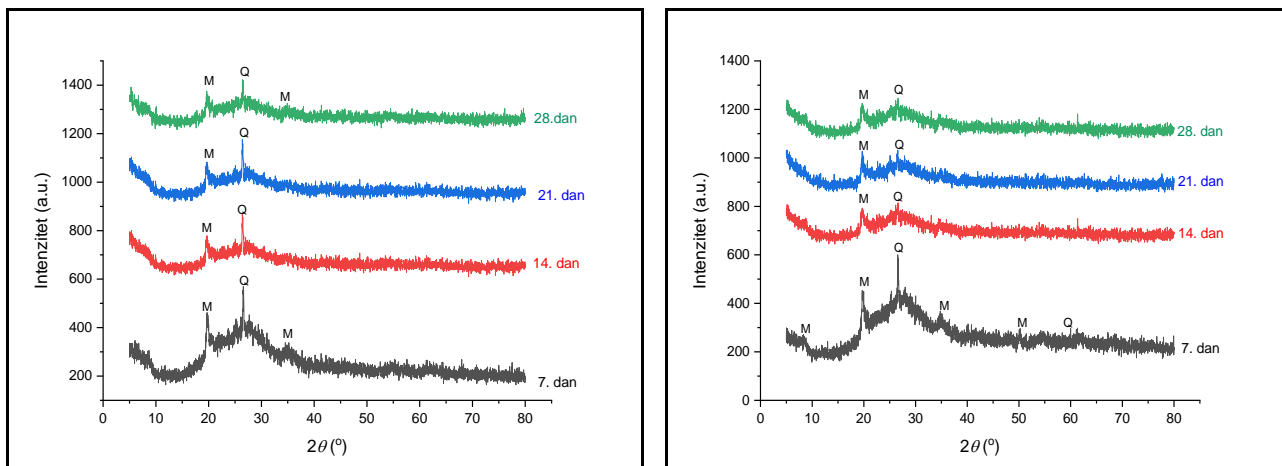 1400
1200
1000
800
600
400
200
0 10 20 30 40 50 60 70 80
Intenzitet (a.u.)
2θ (°)
M Q M
28.dan
M Q
21. dan
M Q
14. dan
M Q M
7. dan
1400
1200
1000
800
600
400
200
0
0 10 20 30 40 50 60 70 80
Intenzitet (a.u.)
2θ (°)
M Q
28. dan
M Q
21. dan
M Q
14. dan
M M Q M M Q
7. dan